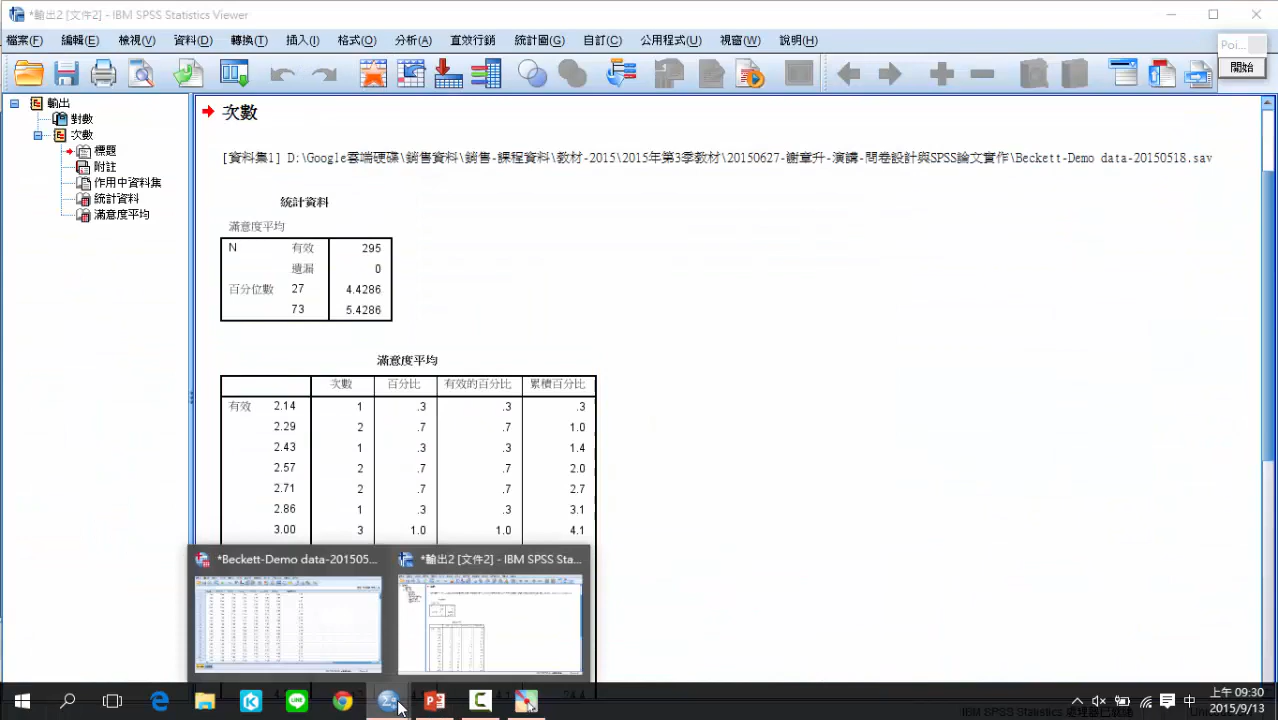 *輸出2 [文件2] - IBM SPSS Statistics Viewer
檔案(F) 編輯(E) 檢視(V) 資料(D) 轉換(T) 插入(I) 格式(O) 分析(A) 直效行銷 統計圖(G) 自訂(C) 公用程式(U) 視窗(W) 說明(H)
Poi...
開始
輸出
對數
次數
標題
附註
作用中資料集
統計資料
滿意度平均
次數
[資料集1] D:\Google雲端硬碟\銷售資料\銷售-課程資料\教材-2015\2015年第3季教材\20150627-謝章升-演講-問卷設計與SPSS論文實作\Beckett-Demo data-20150518.sav
統計資料
滿意度平均
N 有效 295
遺漏 0
百分位數 27 4.4286
73 5.4286
滿意度平均
次數 百分比 有效的百分比 累積百分比
有效 2.14 1 .3 .3 .3
2.29 2 .7 .7 1.0
2.43 1 .3 .3 1.4
2.57 2 .7 .7 2.0
2.71 2 .7 .7 2.7
2.86 1 .3 .3 3.1
3.00 3 1.0 1.0 4.1
*Beckett-Demo data-201505... *輸出2 [文件2] - IBM SPSS Sta...
中
上午 09:30
2015/9/13